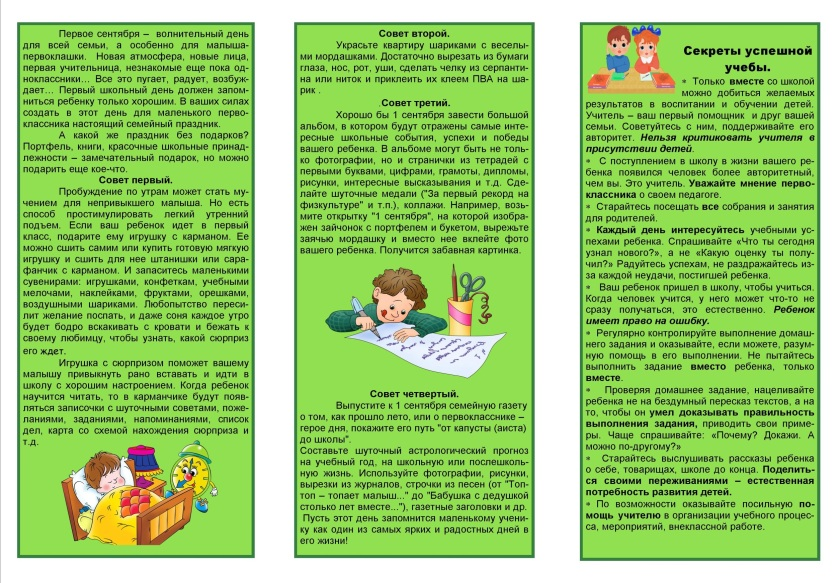 Первое сентября – волнительный день
для всей семьи, а особенно для малыша-
первоклашки. Новая атмосфера, новые лица,
первая учительница, незнакомые еще пока од-
ноклассники… Все это пугает, радует, возбуж-
дает… Первый школьный день должен запом-
ниться ребенку только хорошим. В ваших силах
создать в этот день для маленького перво-
классника настоящий семейный праздник.
А какой же праздник без подарков?
Портфель, книги, красочные школьные принад-
лежности – замечательный подарок, но можно
подарить еще кое-что.
Совет первый.
Пробуждение по утрам может стать му-
чением для непривыкшего малыша. Но есть
способ простимулировать легкий утренний
подъем. Если ваш ребенок идет в первый
класс, подарите ему игрушку с карманом. Ее
можно сшить самим или купить готовую мягкую
игрушку и сшить для нее штанишки или сара-
фанчик с карманом. И запаситесь маленькими
сувенирами: игрушками, конфеткам, учебными
мелочами, наклейками, фруктами, орешками,
воздушными шариками. Любопытство переси-
лит желание поспать, и даже соня каждое утро
будет бодро вскакивать с кровати и бежать к
своему любимцу, чтобы узнать, какой сюрприз
его ждет.
Игрушка с сюрпризом поможет вашему
малышу привыкнуть рано вставать и идти в
школу с хорошим настроением. Когда ребенок
научится читать, то в карманчике будут появ-
ляться записочки с шуточными советами, поже-
ланиями, заданиями, напоминаниями, список
дел, карта со схемой нахождения сюрприза и
т.д.
Совет второй.
Украсьте квартиру шариками с веселы-
ми мордашками. Достаточно вырезать из бумаги
глаза, нос, рот, уши, сделать челку из серпанти-
на или ниток и приклеить их клеем ПВА на ша-
рик .
Совет третий.
Хорошо бы 1 сентября завести большой
альбом, в котором будут отражены самые инте-
ресные школьные события, успехи и победы
вашего ребенка. В альбоме могут быть не толь-
ко фотографии, но и странички из тетрадей с
первыми буквами, цифрами, грамоты, дипломы,
рисунки, интересные высказывания и т.д. Сде-
лайте шуточные медали ("За первый рекорд на
физкультуре" и т.п.), коллажи. Например, возь-
мите открытку "1 сентября", на которой изобра-
жен зайчонок с портфелем и букетом, вырежьте
заячью мордашку и вместо нее вклейте фото
вашего ребенка. Получится забавная картинка.
Совет четвертый.
Выпустите к 1 сентября семейную газету
о том, как прошло лето, или о первокласснике –
герое дня, покажите его путь "от капусты (аиста)
до школы".
Составьте шуточный астрологический прогноз
на учебный год, на школьную или послешколь-
ную жизнь. Используйте фотографии, рисунки,
вырезки из журналов, строчки из песен (от "Топ-
топ – топает малыш..." до "Бабушка с дедушкой
столько лет вместе..."), газетные заголовки и др.
Пусть этот день запомнится маленькому учени-
ку как один из самых ярких и радостных дней в
его жизни!
Секреты успешной
учебы.
• Только вместе со школой
можно добиться желаемых
результатов в воспитании и обучении детей.
Учитель – ваш первый помощник и друг вашей
семьи. Советуйтесь с ним, поддерживайте его
авторитет. Нельзя критиковать учителя в
присутствии детей.
• С поступлением в школу в жизни вашего ре-
бенка появился человек более авторитетный,
чем вы. Это учитель. Уважайте мнение перво-
классника о своем педагоге.
• Старайтесь посещать все собрания и занятия
для родителей.
• Каждый день интересуйтесь учебными ус-
пехами ребенка. Спрашивайте «Что ты сегодня
узнал нового?», а не «Какую оценку ты полу-
чил?» Радуйтесь успехам, не раздражайтесь из-
за каждой неудачи, постигшей ребенка.
• Ваш ребенок пришел в школу, чтобы учиться.
Когда человек учится, у него может что-то не
сразу получаться, это естественно. Ребенок
имеет право на ошибку.
• Регулярно контролируйте выполнение домаш-
него задания и оказывайте, если можете, разум-
ную помощь в его выполнении. Не пытайтесь
выполнить задание вместо ребенка, только
вместе.
• Проверяя домашнее задание, нацеливайте
ребенка не на бездумный пересказ текстов, а на
то, чтобы он умел доказывать правильность
выполнения задания, приводить свои приме-
ры. Чаще спрашивайте: «Почему? Докажи. А
можно по-другому?»
• Старайтесь выслушивать рассказы ребенка
о себе, товарищах, школе до конца. Поделить-
ся своими переживаниями – естественная
потребность развития детей.
• По возможности оказывайте посильную по-
мощь учителю в организации учебного процес-
са, мероприятий, внеклассной работе.